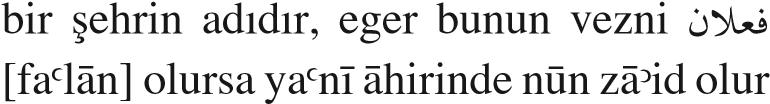 bir şehrin adıdır, eger bunun vezni فعلان
[faᶜlān] olursa yaᶜnī āhirinde nūn zāᵓid olur